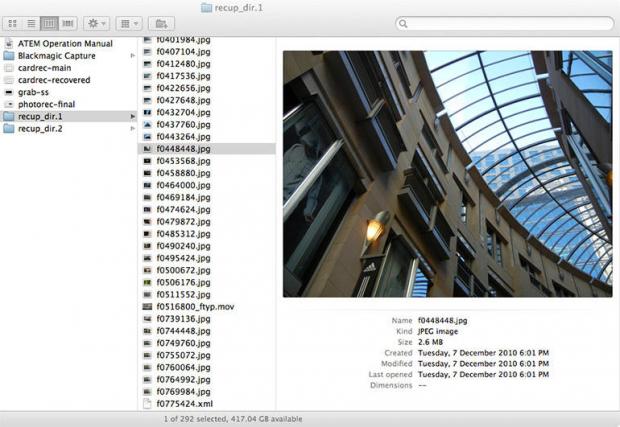 recup_dir.1
ATEM Operation Manual
Blackmagic Capture
cardrec-main
cardrec-recovered
grab-ss
photorec-final
recup_dir.1
recup_dir.2
f0401984.jpg
f0407104.jpg
f0412480.jpg
f0417536.jpg
f0422656.jpg
f0427648.jpg
f0432704.jpg
f0437760.jpg
f0443264.jpg
f0448448.jpg
f0453568.jpg
f0458880.jpg
f0464000.jpg
f0469184.jpg
f0474624.jpg
f0479872.jpg
f0485312.jpg
f0490240.jpg
f0495424.jpg
f0500672.jpg
f0506176.jpg
f0511552.jpg
f0516800_ftyp.mov
f0739136.jpg
f0744448.jpg
f0749760.jpg
f0755072.jpg
f0760064.jpg
f0764992.jpg
f0769984.jpg
f0775424.xml
Name f0448448.jpg
Kind JPEG image
Size 2.6 MB
Created Tuesday, 7 December 2010 6:01 PM
Modified Tuesday, 7 December 2010 6:01 PM
Last opened Tuesday, 7 December 2010 6:01 PM
Dimensions --
1 of 292 selected, 417.04 GB available